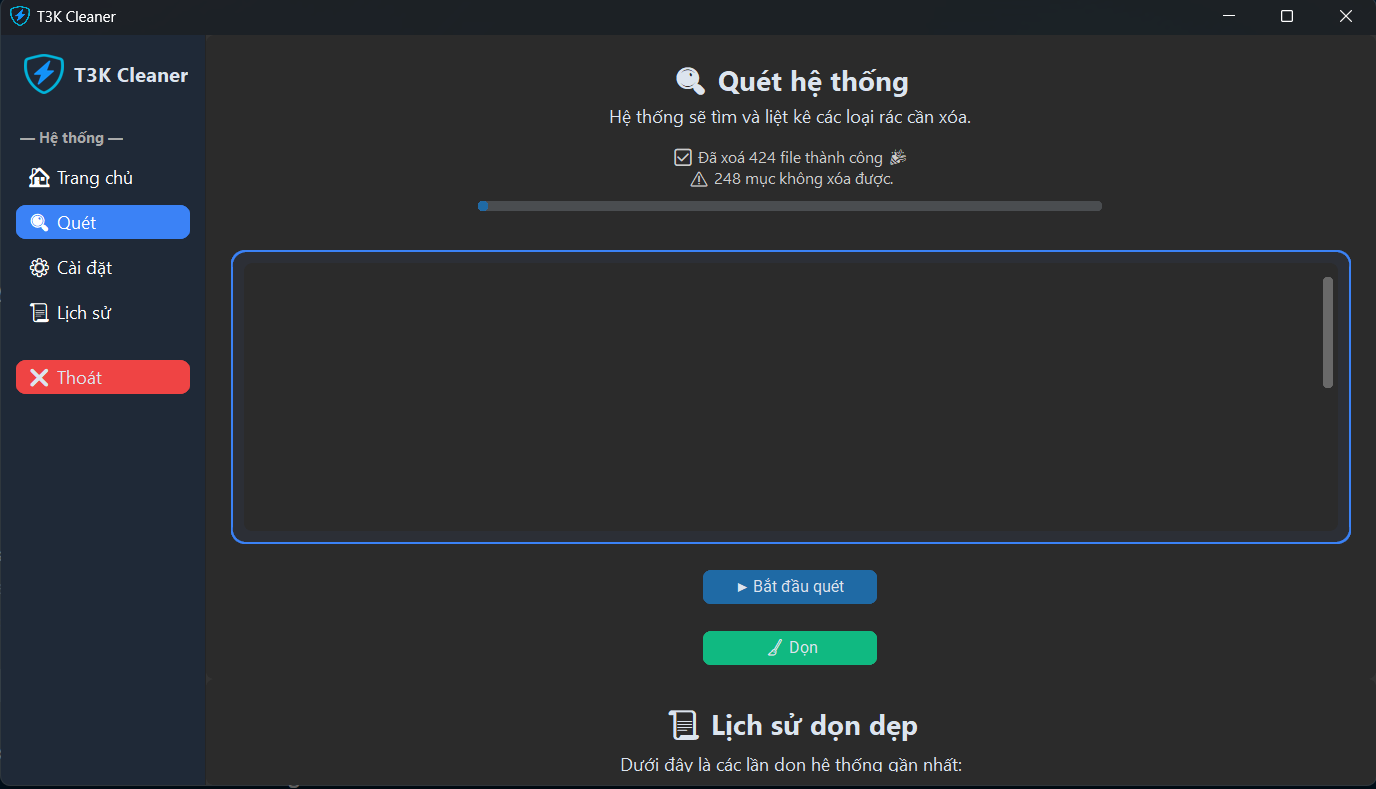 T3K Cleaner
T3K Cleaner
— Hệ thống —
Trang chủ
Quét
Cài đặt
Lịch sử
Thoát
Quét hệ thống
Hệ thống sẽ tìm và liệt kê các loại rác cần xóa.
Đã xoá 424 file thành công
248 mục không xóa được.
Bắt đầu quét
Dọn
Lịch sử dọn dẹp
Dưới đây là các lần dọn hệ thống gần nhất: